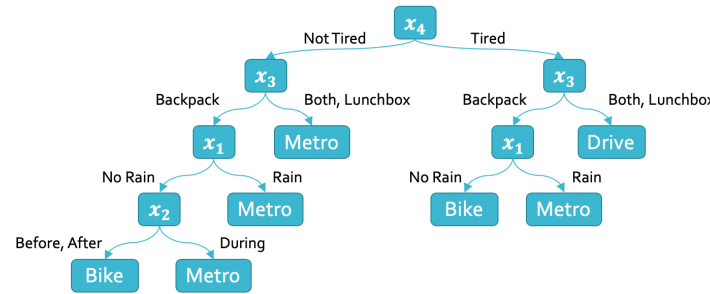 x₄
Not Tired
Tired
x₃
x₃
Backpack
Both, Lunchbox
Backpack
Both, Lunchbox
x₁
Metro
x₁
Drive
No Rain
Rain
No Rain
Rain
x₂
Metro
Bike
Metro
Before, After
During
Bike
Metro